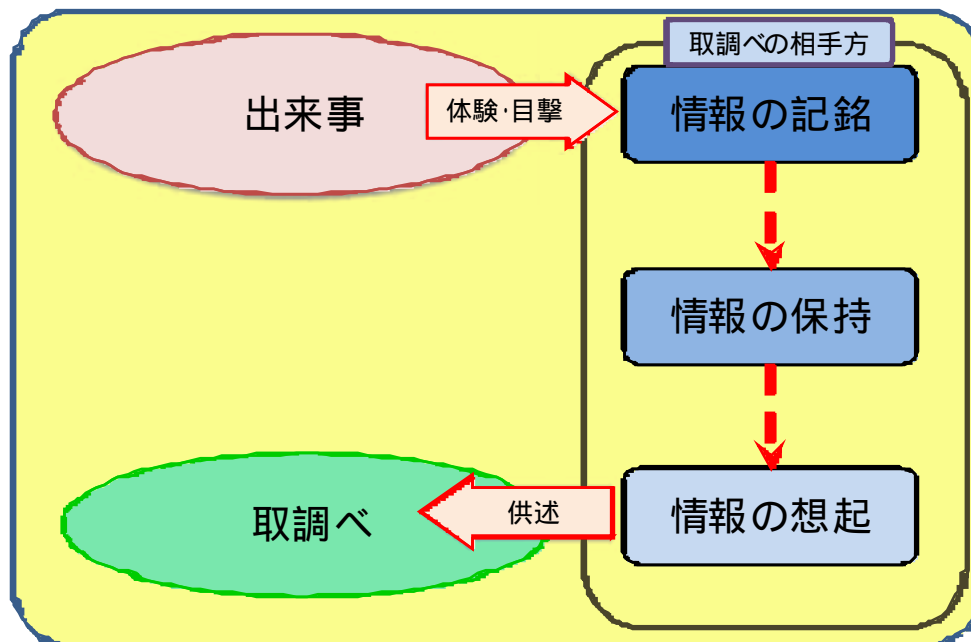 取調べの相手方
出来事
体験・目撃
情報の記銘
情報の保持
情報の想起
供述
取調べ